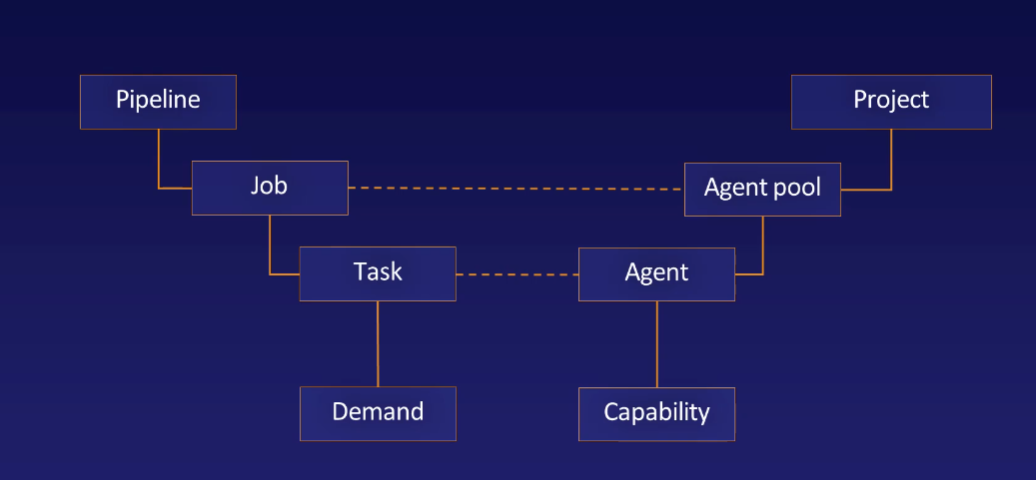 Pipeline
Project
Job
Agent pool
Task
Agent
Demand
Capability